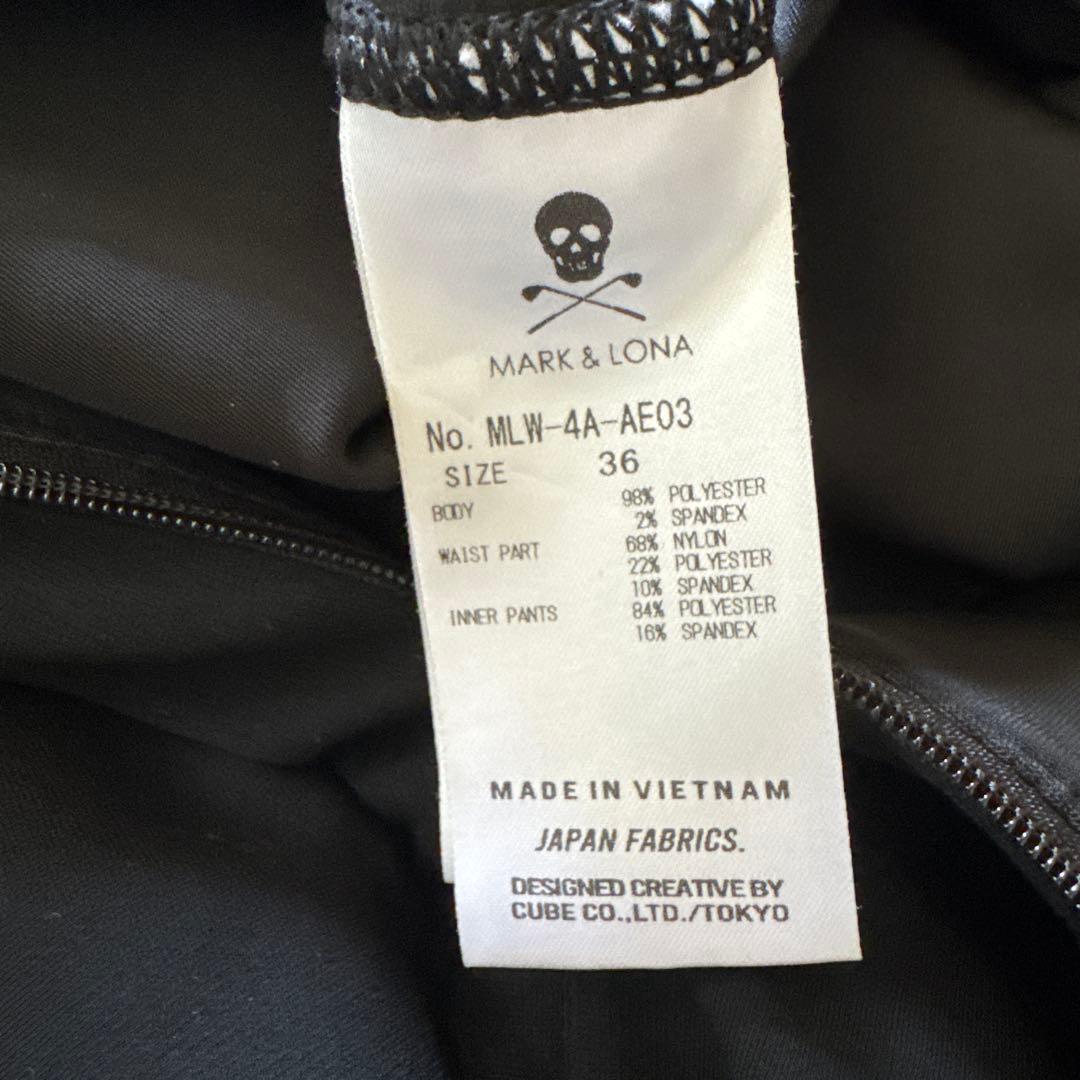 MARK & LONA
No. MLW-4A-AE03
SIZE 36
BODY 98% POLYESTER
2% SPANDEX
WAIST PART 68% NYLON
22% POLYESTER
10% SPANDEX
INNER PANTS 84% POLYESTER
16% SPANDEX
MADE IN VIETNAM
JAPAN FABRICS.
DESIGNED CREATIVE BY
CUBE CO.,LTD./TOKYO